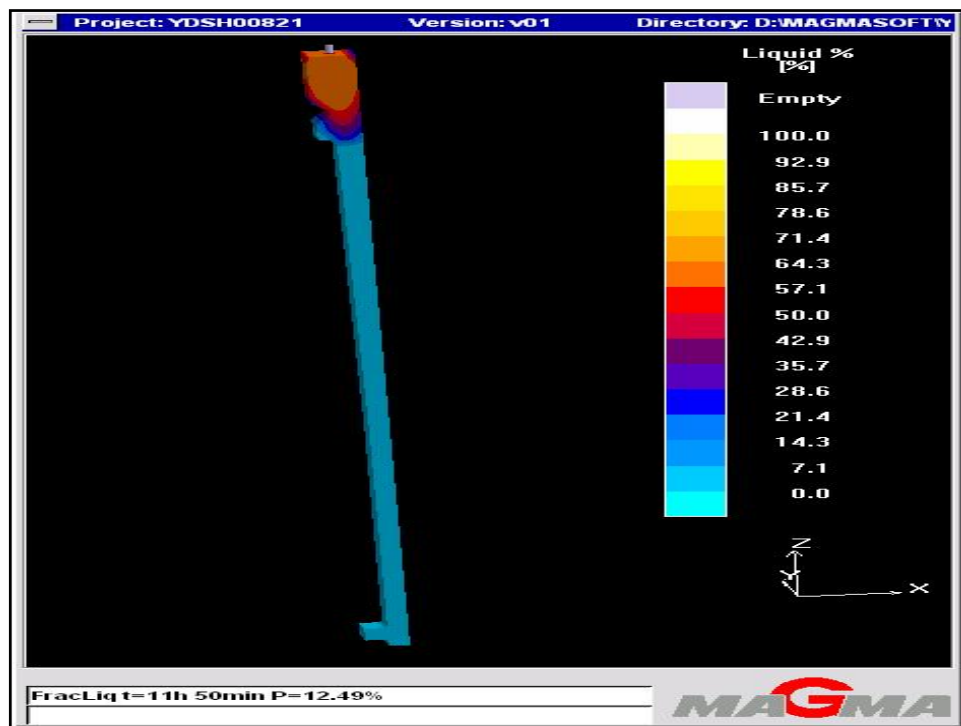 Project: YDSH00821 Version: v01 Directory: D:\MAGMASOFT\Y
Liquid %
[%]
Empty
100.0
92.9
85.7
78.6
71.4
64.3
57.1
50.0
42.9
35.7
28.6
21.4
14.3
7.1
0.0
Z
Y
X
FracLiq t=11h 50min P=12.49%
MAGMA